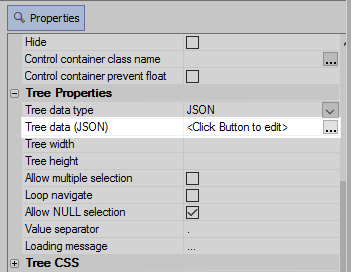 Properties
Hide
Control container class name ...
Control container prevent float
Tree Properties
Tree data type JSON
Tree data (JSON) <Click Button to edit> ...
Tree width
Tree height
Allow multiple selection
Loop navigate
Allow NULL selection
Value separator .
Loading message ...
Tree CSS